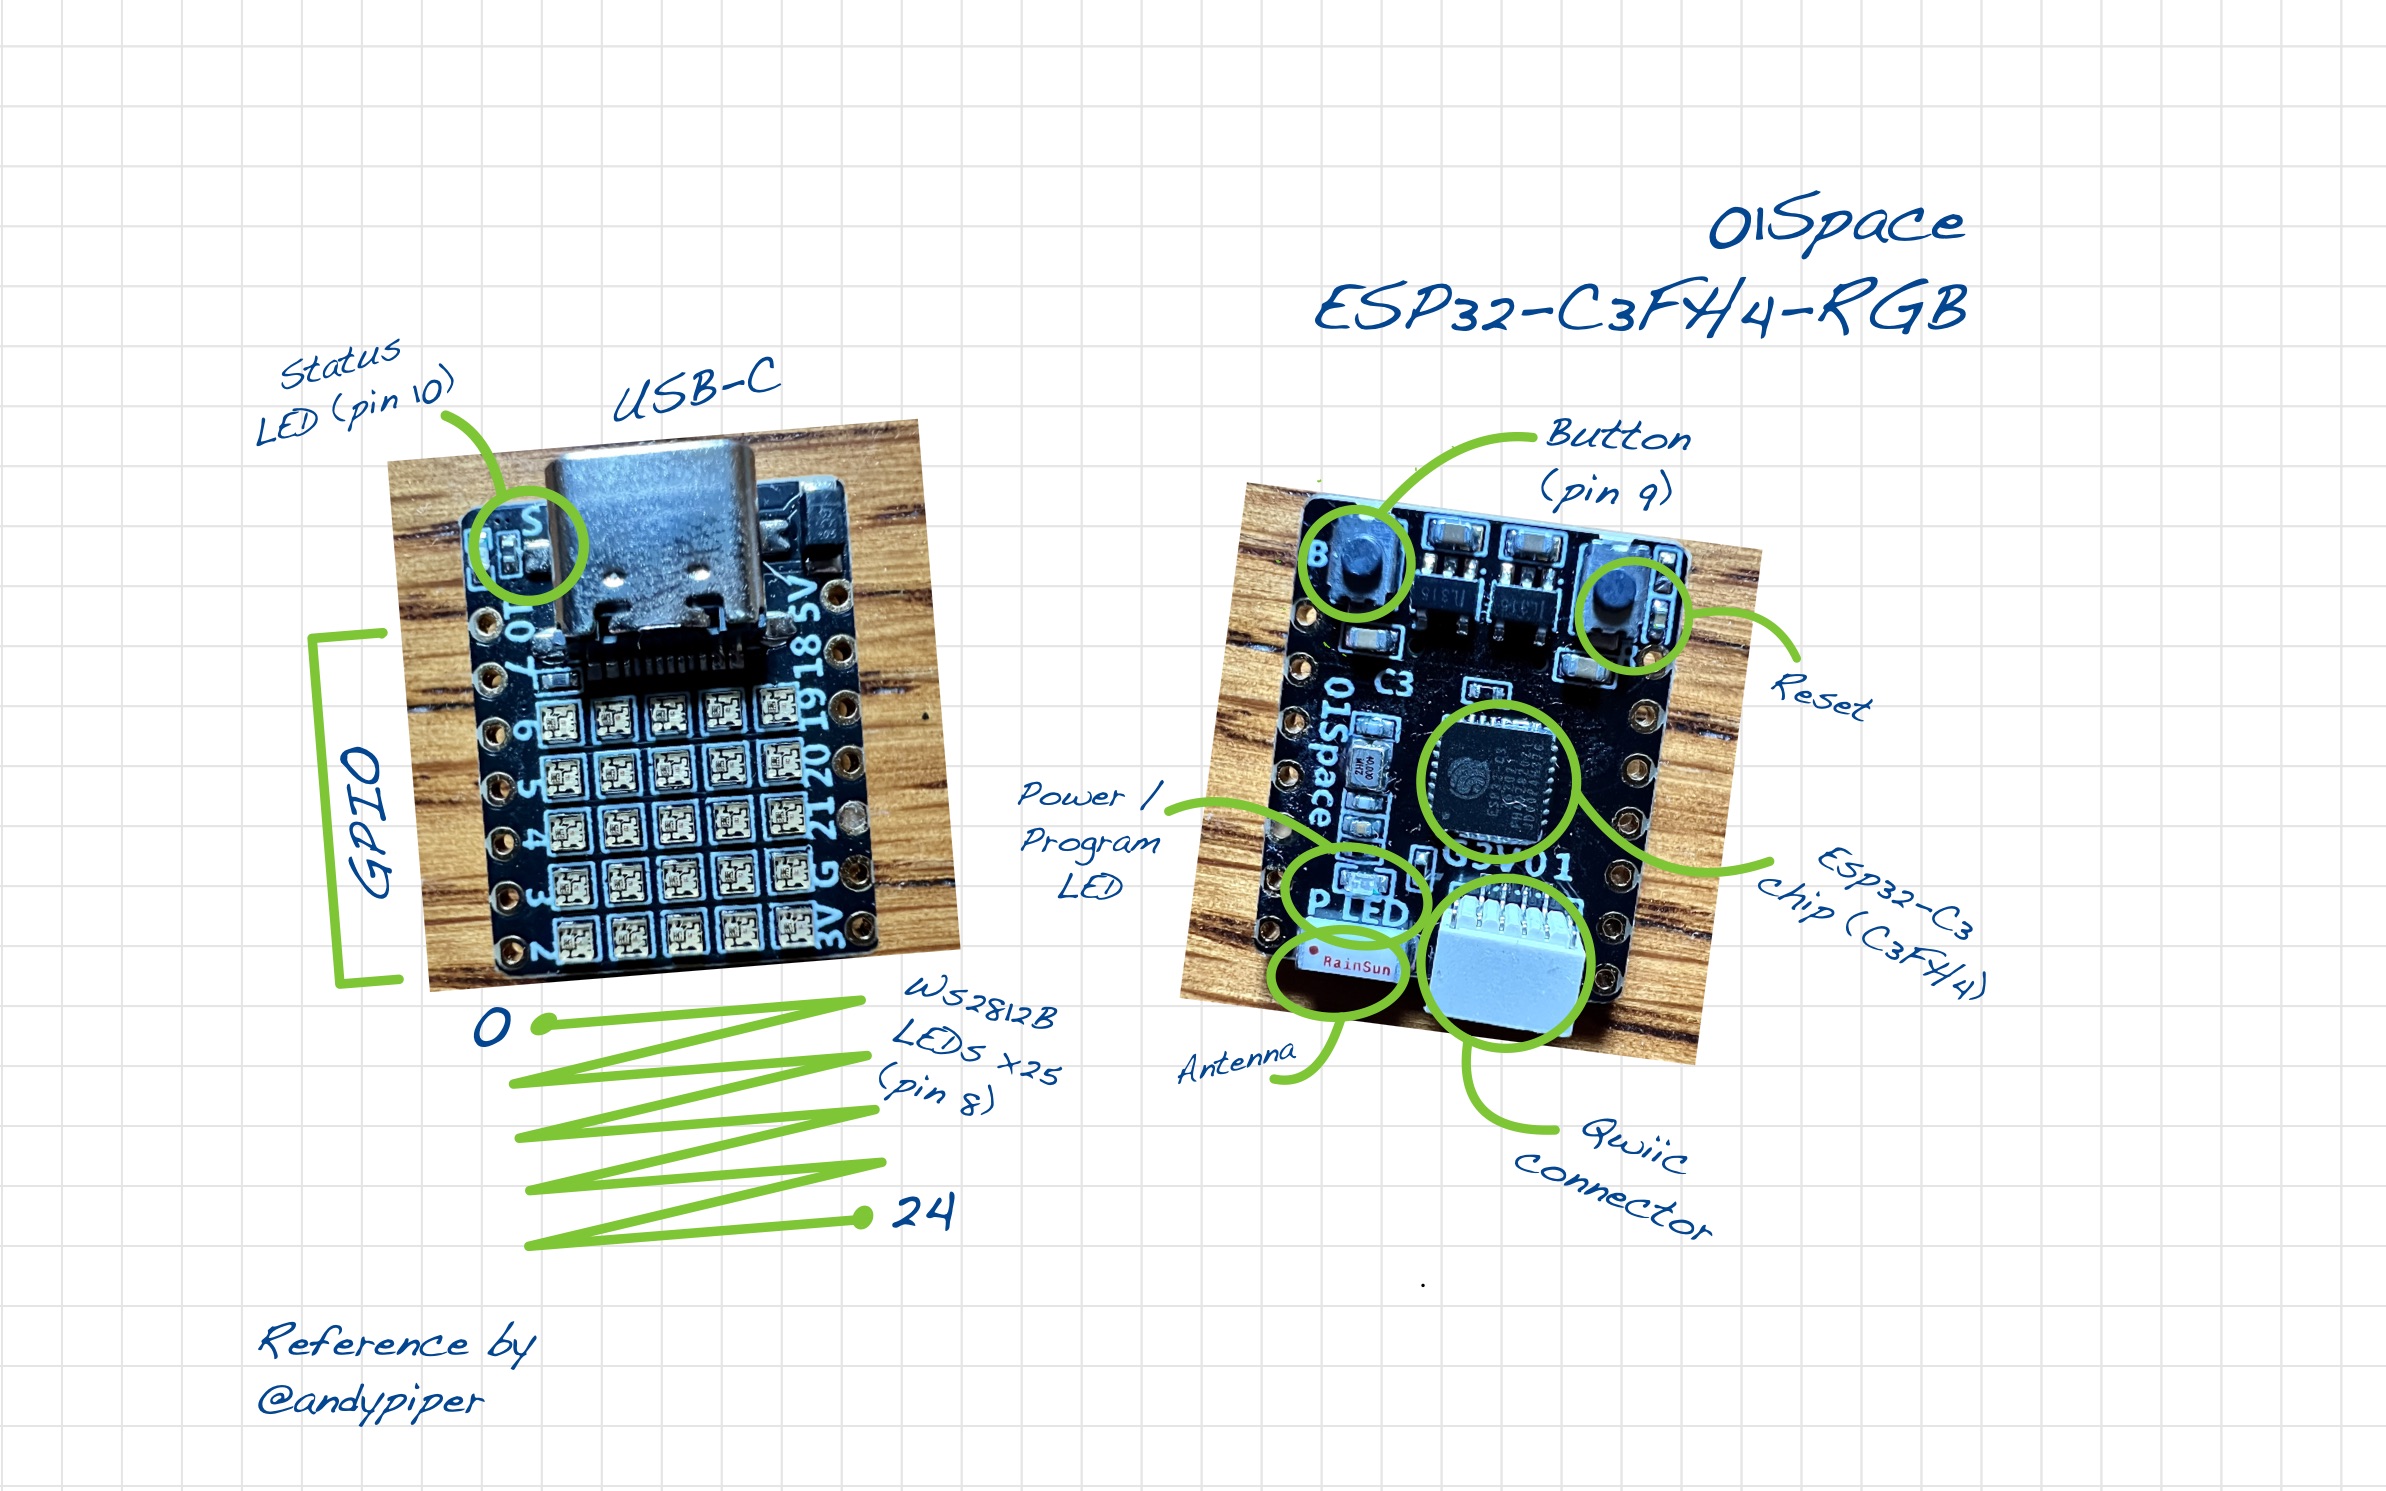 01Space
ESP32-C3FH4-RGB
Status
LED (pin 10)
USB-C
GPIO
S
10
7
6
5
4
3
2
5V
18
19
20
21
G
3V
0
WS2812B
LEDs x25
(pin 8)
24
Button
(pin 9)
Reset
Power /
Program
LED
ESP32-C3
chip (C3FH4)
Antenna
Qwiic
connector
B
C3
01Space
G3V01
P LED
RainSun
Reference by
@andypiper